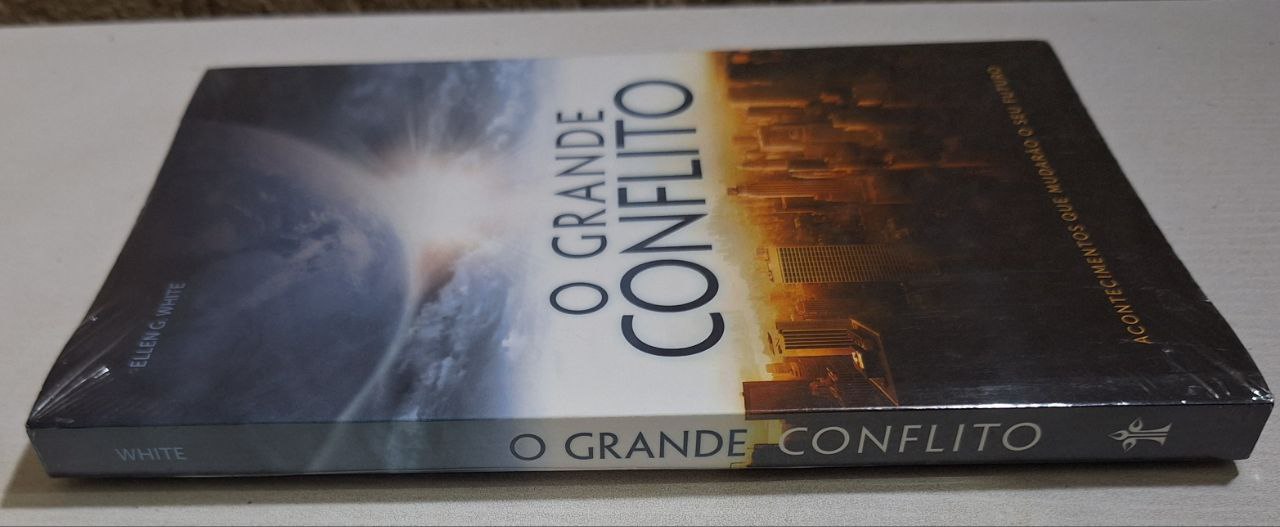 ELLEN G. WHITE
O GRANDE
CONFLITO
ACONTECIMENTOS QUE MUDARÃO O SEU FUTURO
WHITE
O GRANDE CONFLITO